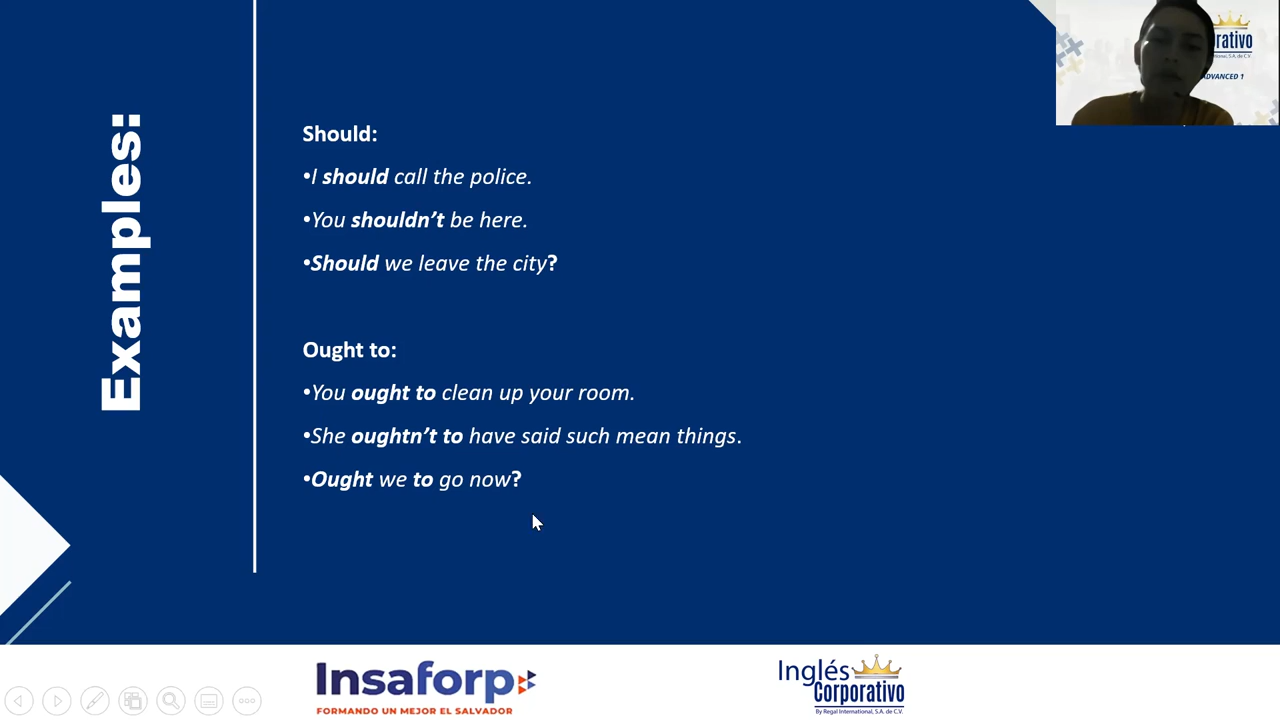 Examples:
Should:
•I should call the police.
•You shouldn’t be here.
•Should we leave the city?
Ought to:
•You ought to clean up your room.
•She oughtn’t to have said such mean things.
•Ought we to go now?
rativo
ADVANCED 1
Insaforp
FORMANDO UN MEJOR EL SALVADOR
Inglés
Corporativo
By Regal International, S.A. de C.V.